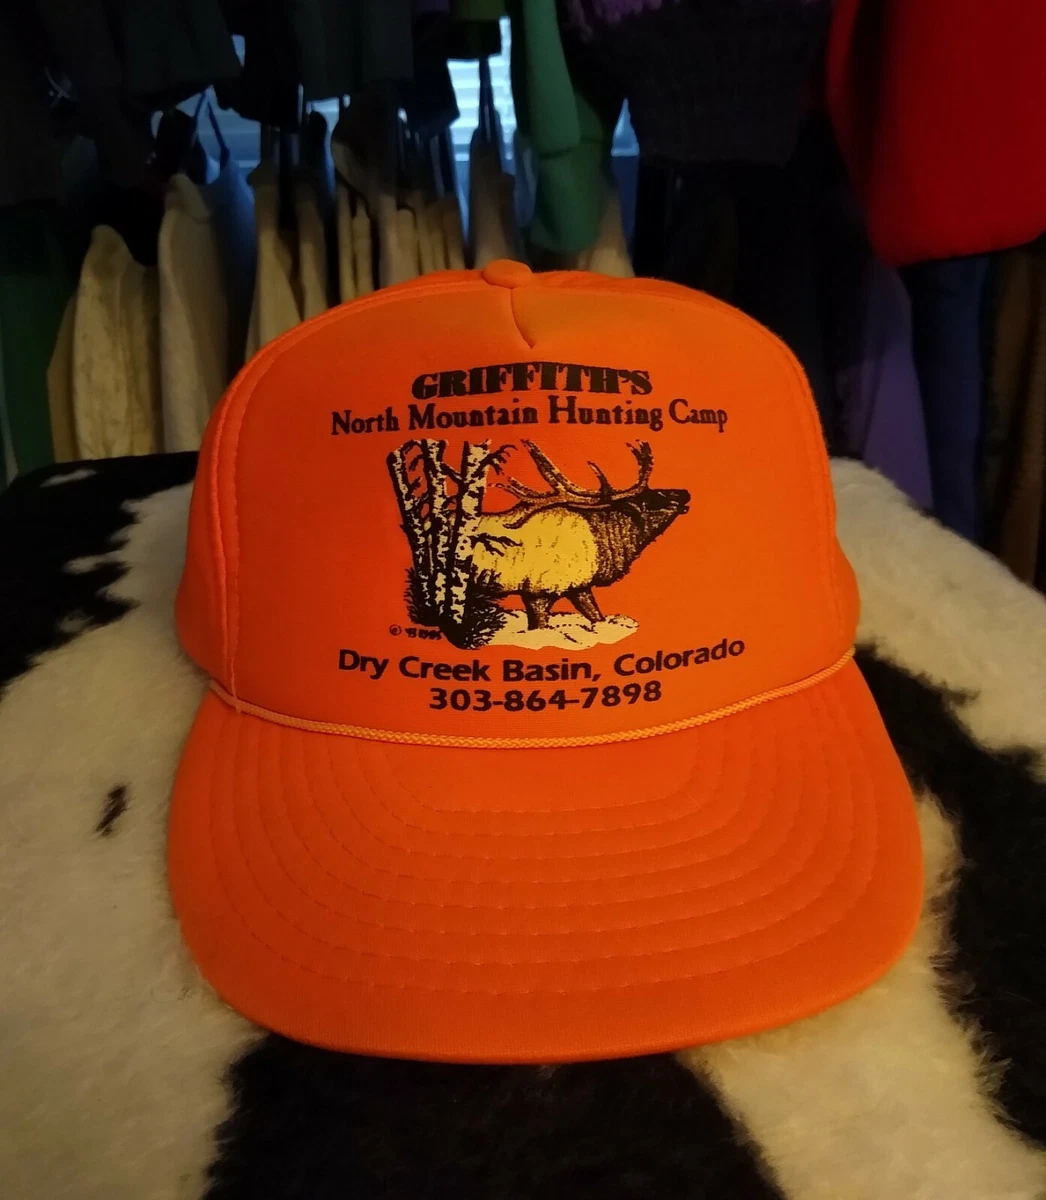 GRIFFITH'S
North Mountain Hunting Camp
©
Dry Creek Basin, Colorado
303-864-7898